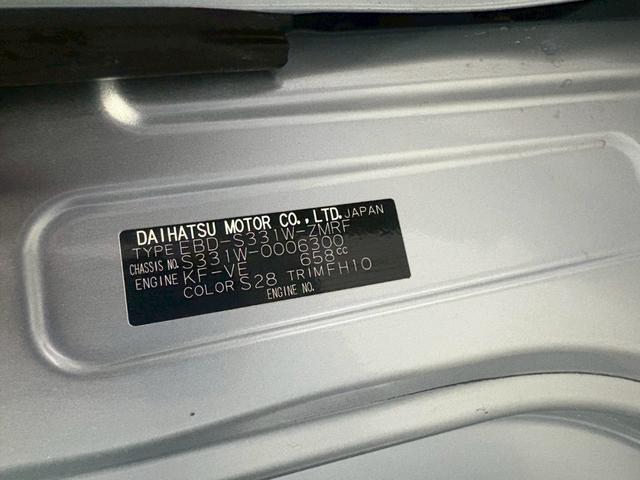 DAIHATSU MOTOR CO.,LTD. JAPAN
TYPE EBD-S331W-ZMRF
CHASSIS NO. S331W-0006300
ENGINE KF-VE 658cc
COLOR S28 TRIM FH10
ENGINE NO.